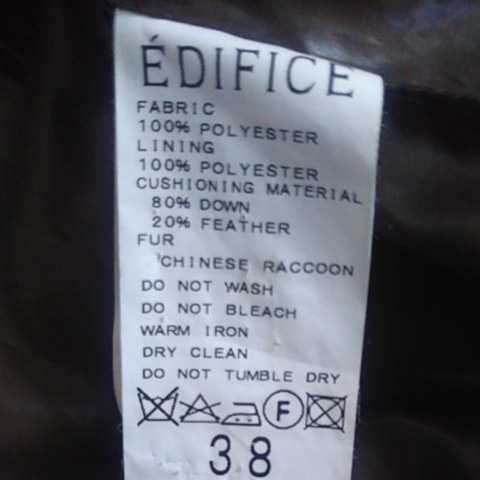 ÉDIFICE
FABRIC
100% POLYESTER
LINING
100% POLYESTER
CUSHIONING MATERIAL
80% DOWN
20% FEATHER
FUR
CHINESE RACCOON
DO NOT WASH
DO NOT BLEACH
WARM IRON
DRY CLEAN
DO NOT TUMBLE DRY
F
38